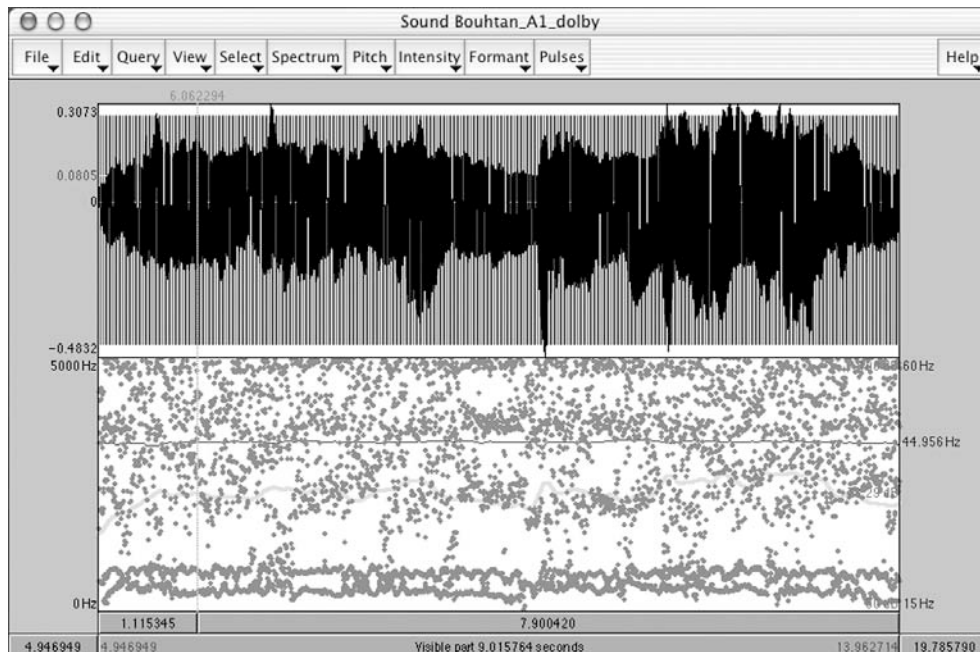 Sound Bouhtan_A1_dolby
File Edit Query View Select Spectrum Pitch Intensity Formant Pulses Help
6.062294
0.3073
0.0805
0
-0.4832
5000 Hz 60 Hz
44.956 Hz
0 Hz 15 Hz
1.115345 7.900420
4.946949 4.946949 Visible part 9.015764 seconds 13.962714 19.785790